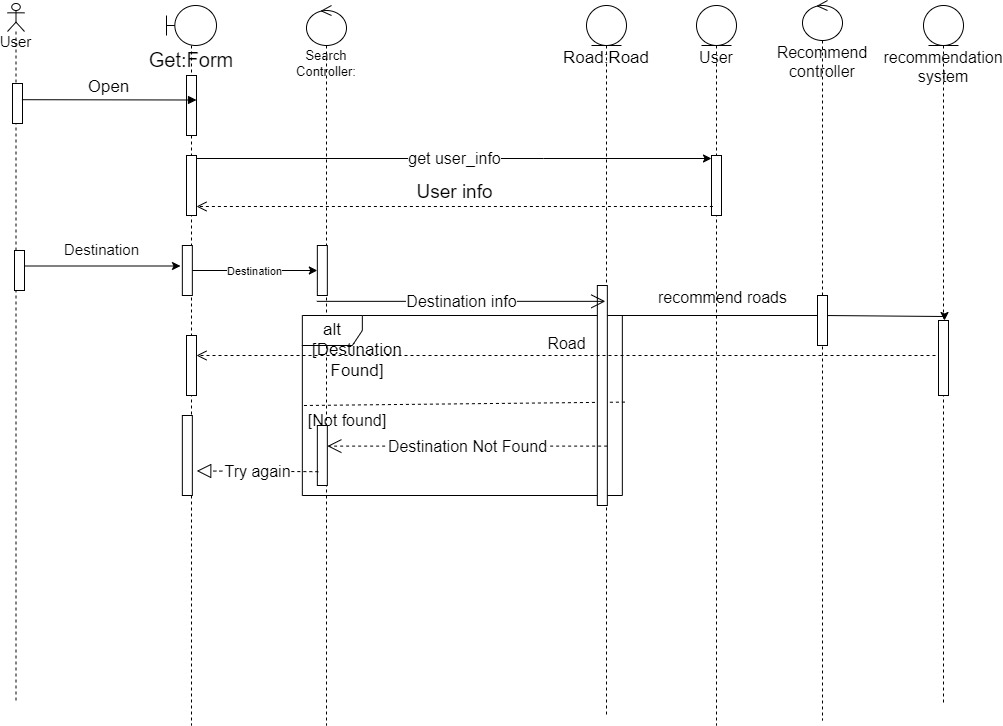 User
Get:Form
Search
Controller:
Road:Road
User
Recommend
controller
recommendation
system
Open
get user_info
User info
Destination
Destination
Destination info
recommend roads
alt
[Destination
Found]
Road
[Not found]
Destination Not Found
Try again